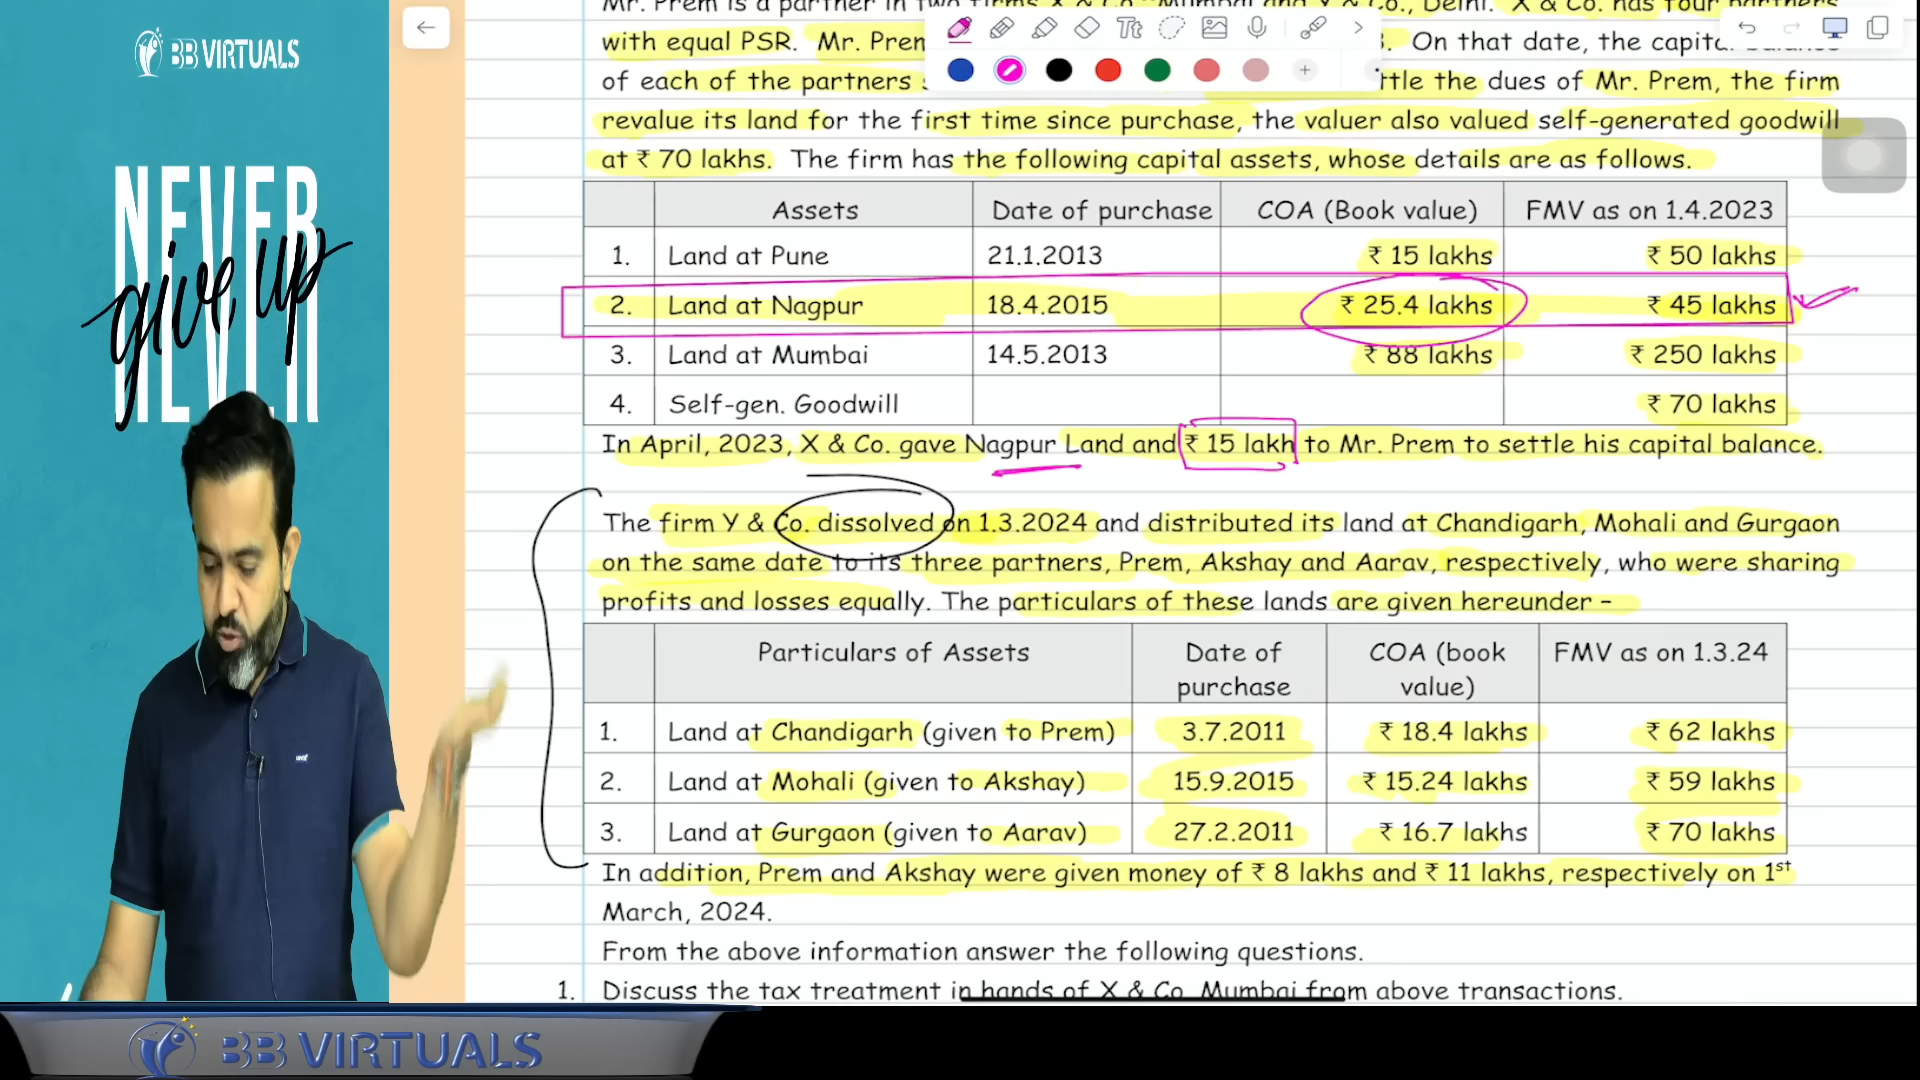 BB VIRTUALS
NEVER
give up
NEVER
Mr. Prem is a partner in two firms X & Co., Mumbai and Y & Co., Delhi. X & Co. has four partners
with equal PSR. Mr. Prem On that date, the capital balance
of each of the partners ttle the dues of Mr. Prem, the firm
revalue its land for the first time since purchase, the valuer also valued self-generated goodwill
at ₹ 70 lakhs. The firm has the following capital assets, whose details are as follows.
Assets Date of purchase COA (Book value) FMV as on 1.4.2023
1. Land at Pune 21.1.2013 ₹ 15 lakhs ₹ 50 lakhs
2. Land at Nagpur 18.4.2015 ₹ 25.4 lakhs ₹ 45 lakhs
3. Land at Mumbai 14.5.2013 ₹ 88 lakhs ₹ 250 lakhs
4. Self-gen. Goodwill ₹ 70 lakhs
In April, 2023, X & Co. gave Nagpur Land and ₹ 15 lakh to Mr. Prem to settle his capital balance.
The firm Y & Co. dissolved on 1.3.2024 and distributed its land at Chandigarh, Mohali and Gurgaon
on the same date to its three partners, Prem, Akshay and Aarav, respectively, who were sharing
profits and losses equally. The particulars of these lands are given hereunder –
Particulars of Assets Date of purchase COA (book value) FMV as on 1.3.24
1. Land at Chandigarh (given to Prem) 3.7.2011 ₹ 18.4 lakhs ₹ 62 lakhs
2. Land at Mohali (given to Akshay) 15.9.2015 ₹ 15.24 lakhs ₹ 59 lakhs
3. Land at Gurgaon (given to Aarav) 27.2.2011 ₹ 16.7 lakhs ₹ 70 lakhs
In addition, Prem and Akshay were given money of ₹ 8 lakhs and ₹ 11 lakhs, respectively on 1st
March, 2024.
From the above information answer the following questions.
1. Discuss the tax treatment in hands of X & Co. Mumbai from above transactions.
BB VIRTUALS